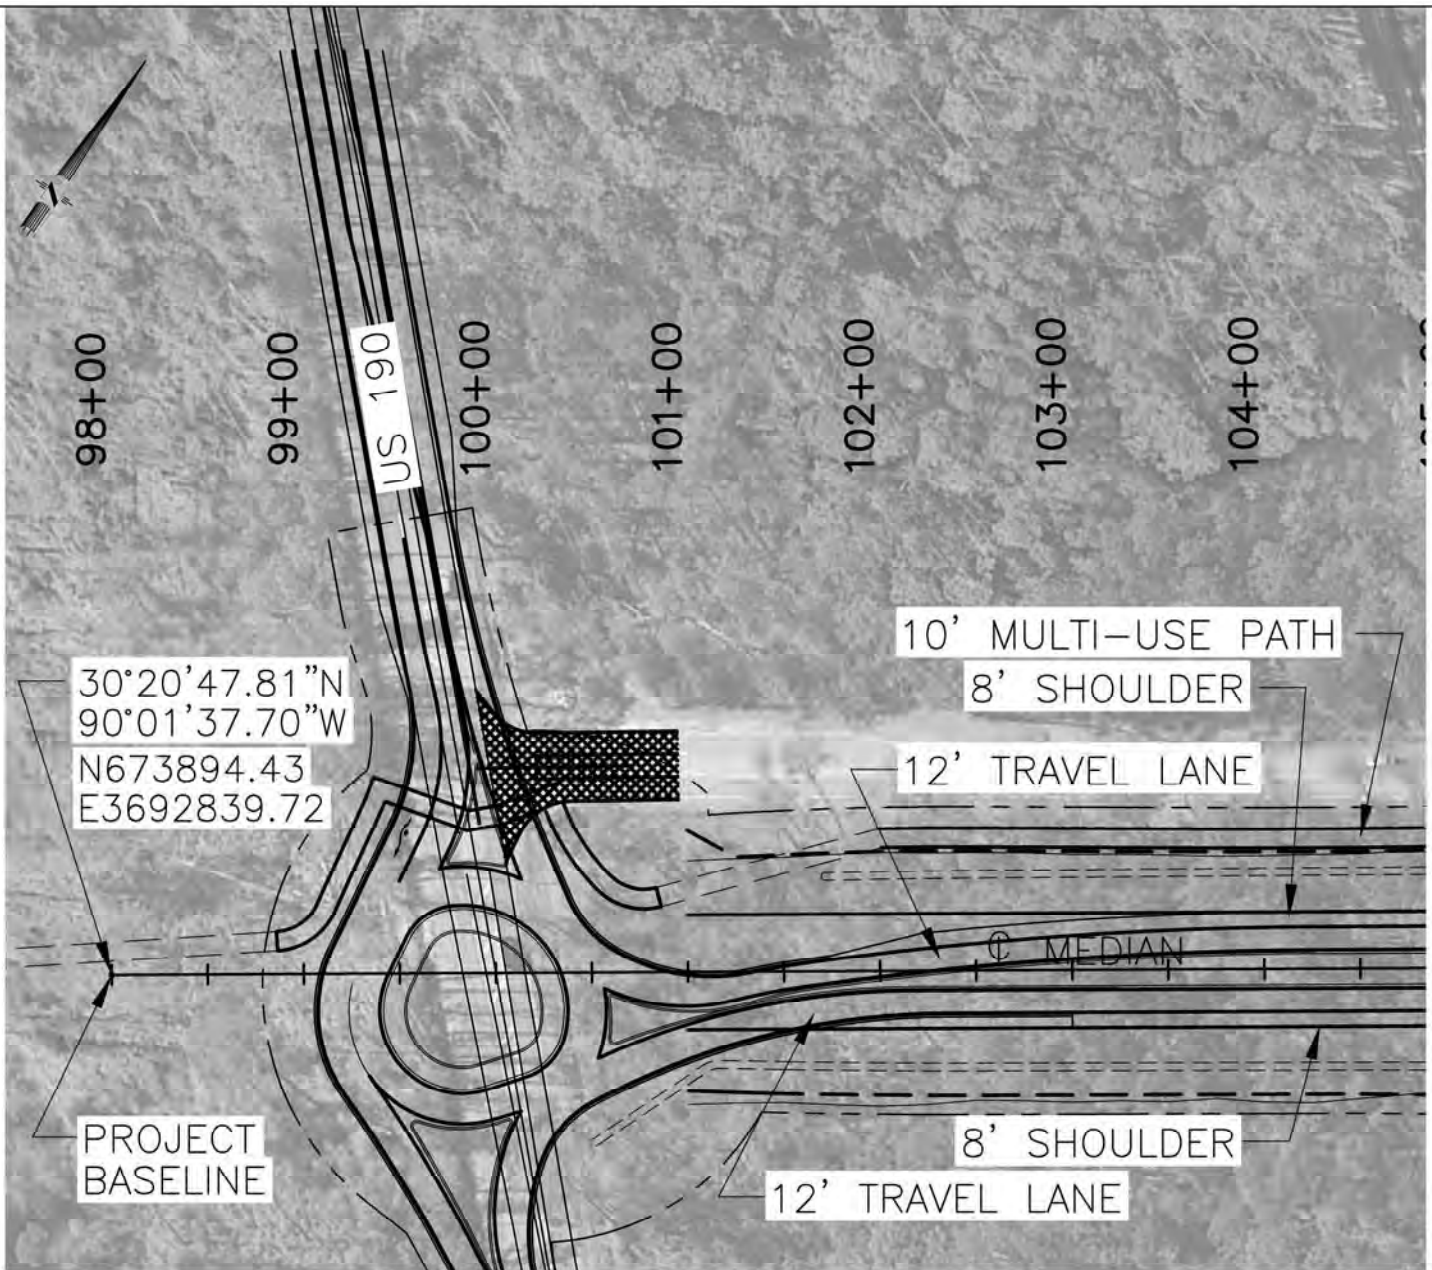 98+00
99+00
US 190
100+00
101+00
102+00
103+00
104+00
10' MULTI-USE PATH
8' SHOULDER
30°20'47.81"N
90°01'37.70"W
N673894.43
E3692839.72
12' TRAVEL LANE
℄ MEDIAN
PROJECT
BASELINE
8' SHOULDER
12' TRAVEL LANE